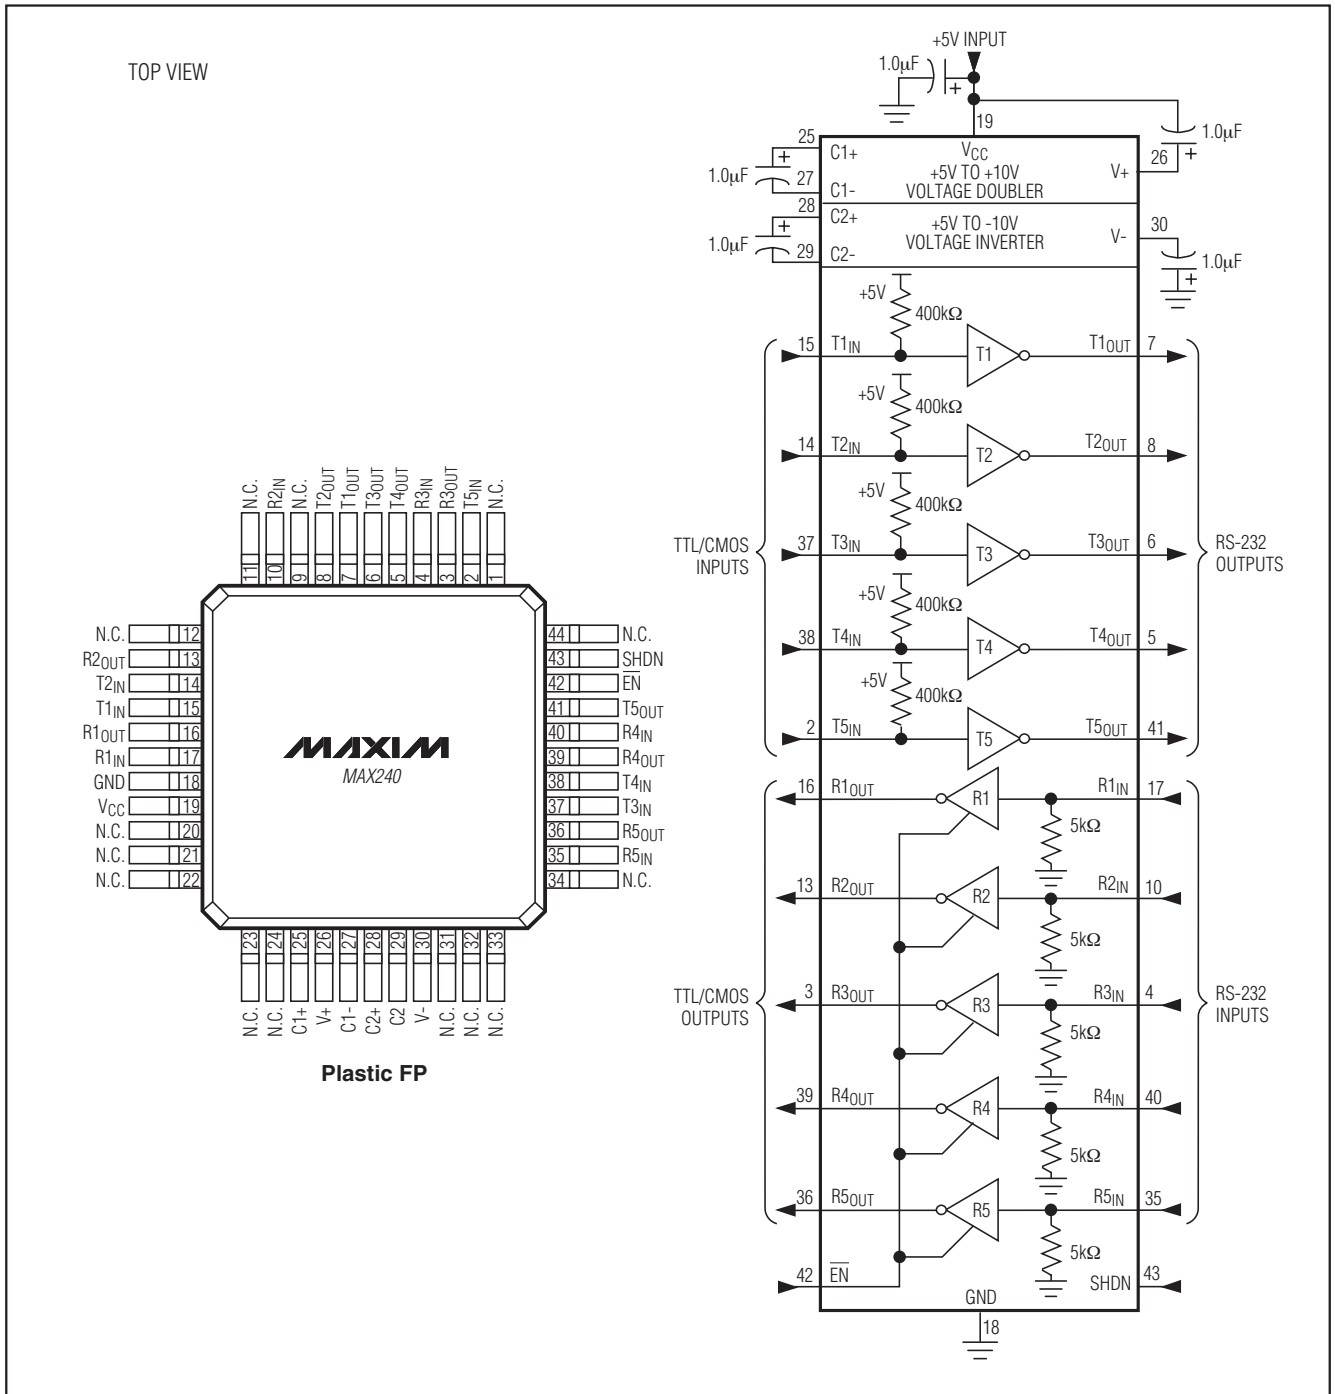 TOP VIEW
N.C.
R2IN
N.C.
T2OUT
T1OUT
T3OUT
T4OUT
R3IN
R3OUT
T5IN
N.C.
11
10
9
8
7
6
5
4
3
2
1
N.C. 12
R2OUT 13
T2IN 14
T1IN 15
R1OUT 16
R1IN 17
GND 18
VCC 19
N.C. 20
N.C. 21
N.C. 22
44 N.C.
43 SHDN
42 E̅N̅
41 T5OUT
40 R4IN
39 R4OUT
38 T4IN
37 T3IN
36 R5OUT
35 R5IN
34 N.C.
MAXIM
MAX240
23
24
25
26
27
28
29
30
31
32
33
N.C.
N.C.
C1+
V+
C1-
C2+
C2
V-
N.C.
N.C.
N.C.
Plastic FP
+5V INPUT
1.0µF
+
19
1.0µF
+
25
C1+
VCC
+5V TO +10V
VOLTAGE DOUBLER
V+
26
1.0µF
+
27
C1-
28
C2+
+5V TO -10V
VOLTAGE INVERTER
V-
30
1.0µF
+
29
C2-
1.0µF
+
TTL/CMOS
INPUTS
+5V
400kΩ
15 T1IN T1 T1OUT 7
+5V
400kΩ
14 T2IN T2 T2OUT 8
+5V
400kΩ
37 T3IN T3 T3OUT 6
+5V
400kΩ
38 T4IN T4 T4OUT 5
+5V
400kΩ
2 T5IN T5 T5OUT 41
RS-232
OUTPUTS
TTL/CMOS
OUTPUTS
16 R1OUT R1 R1IN 17
5kΩ
13 R2OUT R2 R2IN 10
5kΩ
3 R3OUT R3 R3IN 4
5kΩ
39 R4OUT R4 R4IN 40
5kΩ
36 R5OUT R5 R5IN 35
5kΩ
RS-232
INPUTS
42 E̅N̅
SHDN 43
GND
18